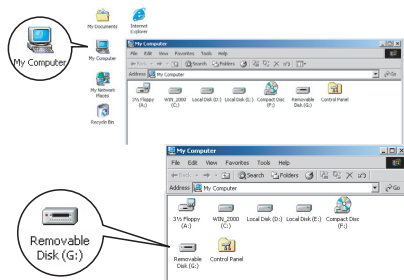 My Documents
Internet
Explorer
My Computer
My Computer
My Network
Places
Recycle Bin
My Computer
File Edit View Favorites Tools Help
Back Search Folders
Address My Computer Go
3½ Floppy
(A:)
WIN_2000
(C:)
Local Disk (D:)
Local Disk (E:)
Compact Disc
(F:)
Removable
Disk (G:)
Control Panel
My Computer
File Edit View Favorites Tools Help
Back Search Folders
Address My Computer Go
3½ Floppy
(A:)
WIN_2000
(C:)
Local Disk (D:)
Local Disk (E:)
Compact Disc
(F:)
Removable
Disk (G:)
Control Panel
Removable
Disk (G:)